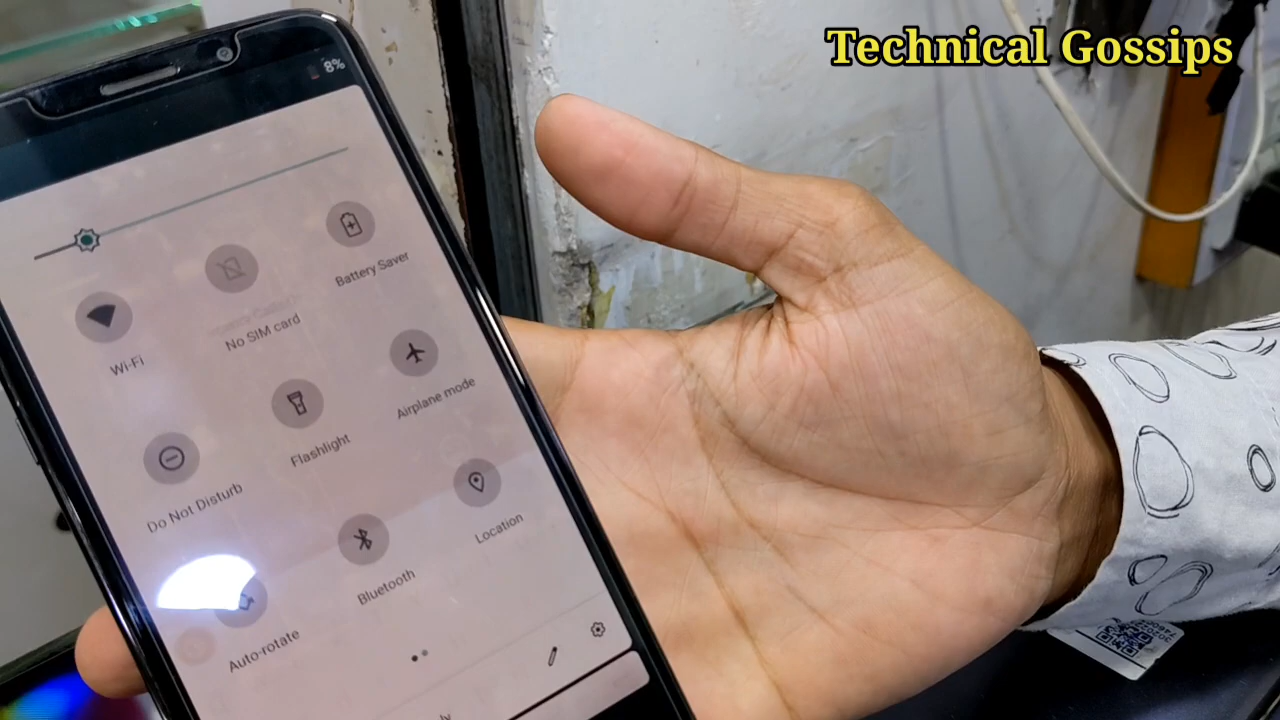 Technical Gossips
8%
Wi-Fi
No SIM card
Battery Saver
Do Not Disturb
Flashlight
Airplane mode
Auto-rotate
Bluetooth
Location